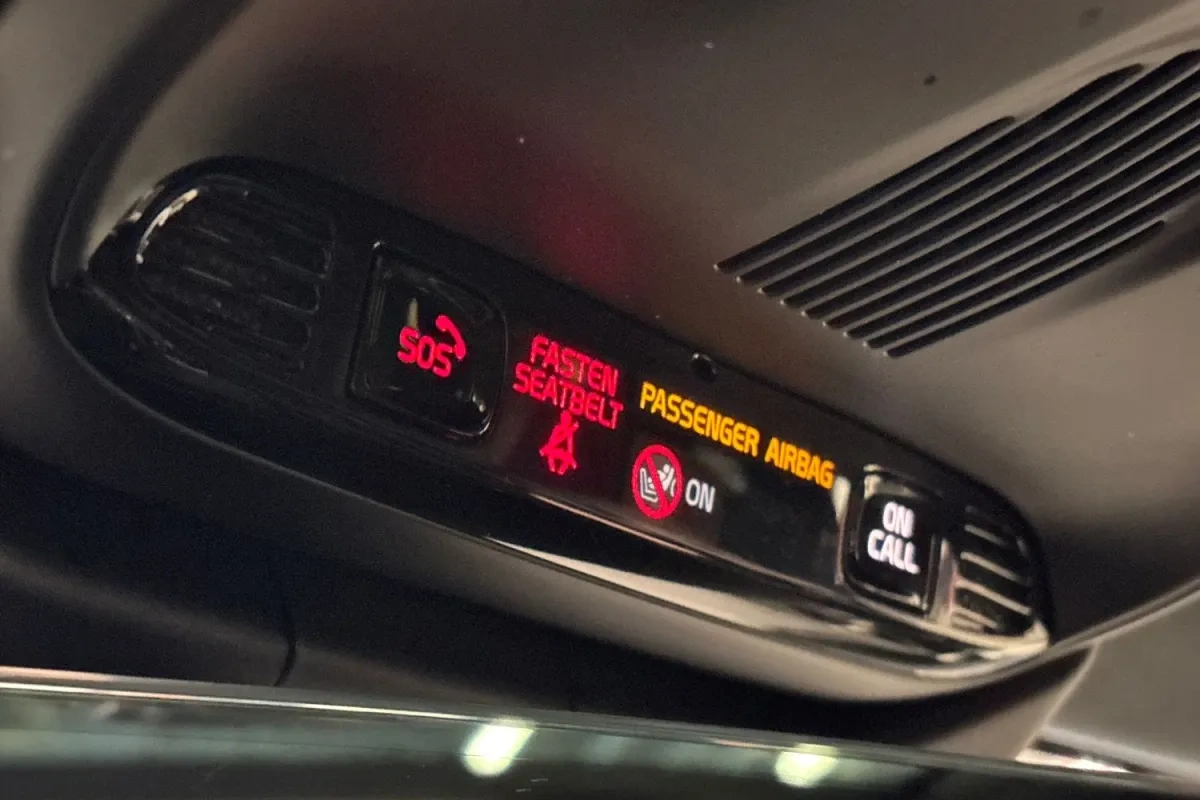 SOS
FASTEN
SEATBELT
PASSENGER AIRBAG
ON
ON
CALL